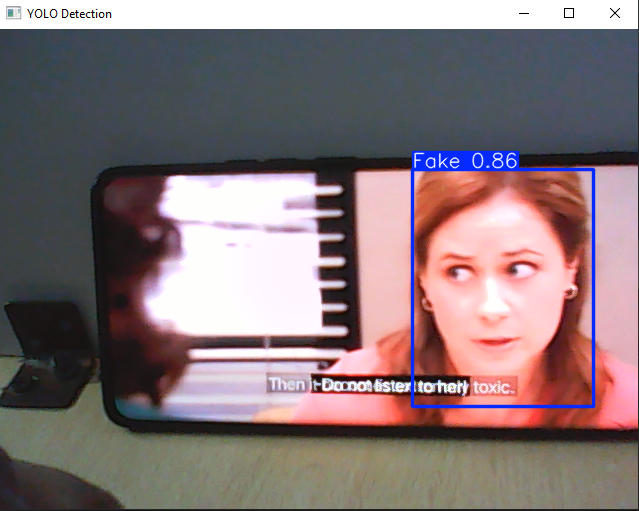 YOLO Detection
Fake 0.86
Then
Do not listen to her
toxic.